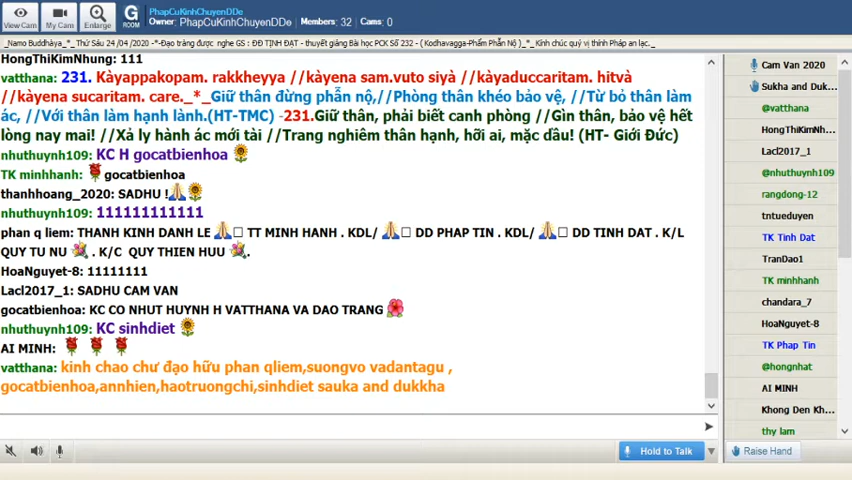 PhapCuKinhChuyenDDe
Owner: PhapCuKinhChuyenDDe Members: 32 Cams: 0
View Cam My Cam Enlarge G ROOM
_Namo Buddhàya_*_ Thứ Sáu 24 /04 /2020 -*-Đạo tràng được nghe GS : ĐĐ TỊNH ĐẠT - thuyết giảng Bài học PCK Số 232 - ( Kodhavagga-Phẩm Phẫn Nộ ) _*_ Kính chúc quý vị thính Pháp an lạc._
HongThiKimNhung: 111
vatthana: 231. Kàyappakopam. rakkheyya //kàyena sam.vuto siyà //kàyaduccaritam. hitvà
//kàyena sucaritam. care._*_Giữ thân đừng phẫn nộ,//Phòng thân khéo bảo vệ, //Từ bỏ thân làm
ác, //Với thân làm hạnh lành.(HT-TMC) -231.Giữ thân, phải biết canh phòng //Gìn thân, bảo vệ hết
lòng nay mai! //Xả ly hành ác mới tài //Trang nghiêm thân hạnh, hỡi ai, mặc dầu! (HT- Giới Đức)
nhuthuynh109: KC H gocatbienhoa
TK minhhanh: gocatbienhoa
thanhhoang_2020: SADHU !
nhuthuynh109: 111111111111
phan q liem: THANH KINH DANH LE TT MINH HANH . KDL/ DD PHAP TIN . KDL/ DD TINH DAT . K/L
QUY TU NU . K/C QUY THIEN HUU .
HoaNguyet-8: 11111111
Lacl2017_1: SADHU CAM VAN
gocatbienhoa: KC CO NHUT HUYNH H VATTHANA VA DAO TRANG
nhuthuynh109: KC sinhdiet
AI MINH:
vatthana: kinh chao chư đạo hữu phan qliem,suongvo vadantagu ,
gocatbienhoa,annhien,haotruongchi,sinhdiet sauka and dukkha
Hold to Talk
Cam Van 2020
Sukha and Duk...
@vatthana
HongThiKimNh...
Lacl2017_1
@nhuthuynh109
rangdong-12
tntueduyen
TK Tinh Dat
TranDao1
TK minhhanh
chandara_7
HoaNguyet-8
TK Phap Tin
@hongnhat
AI MINH
Khong Den Kh...
thy lam
Raise Hand